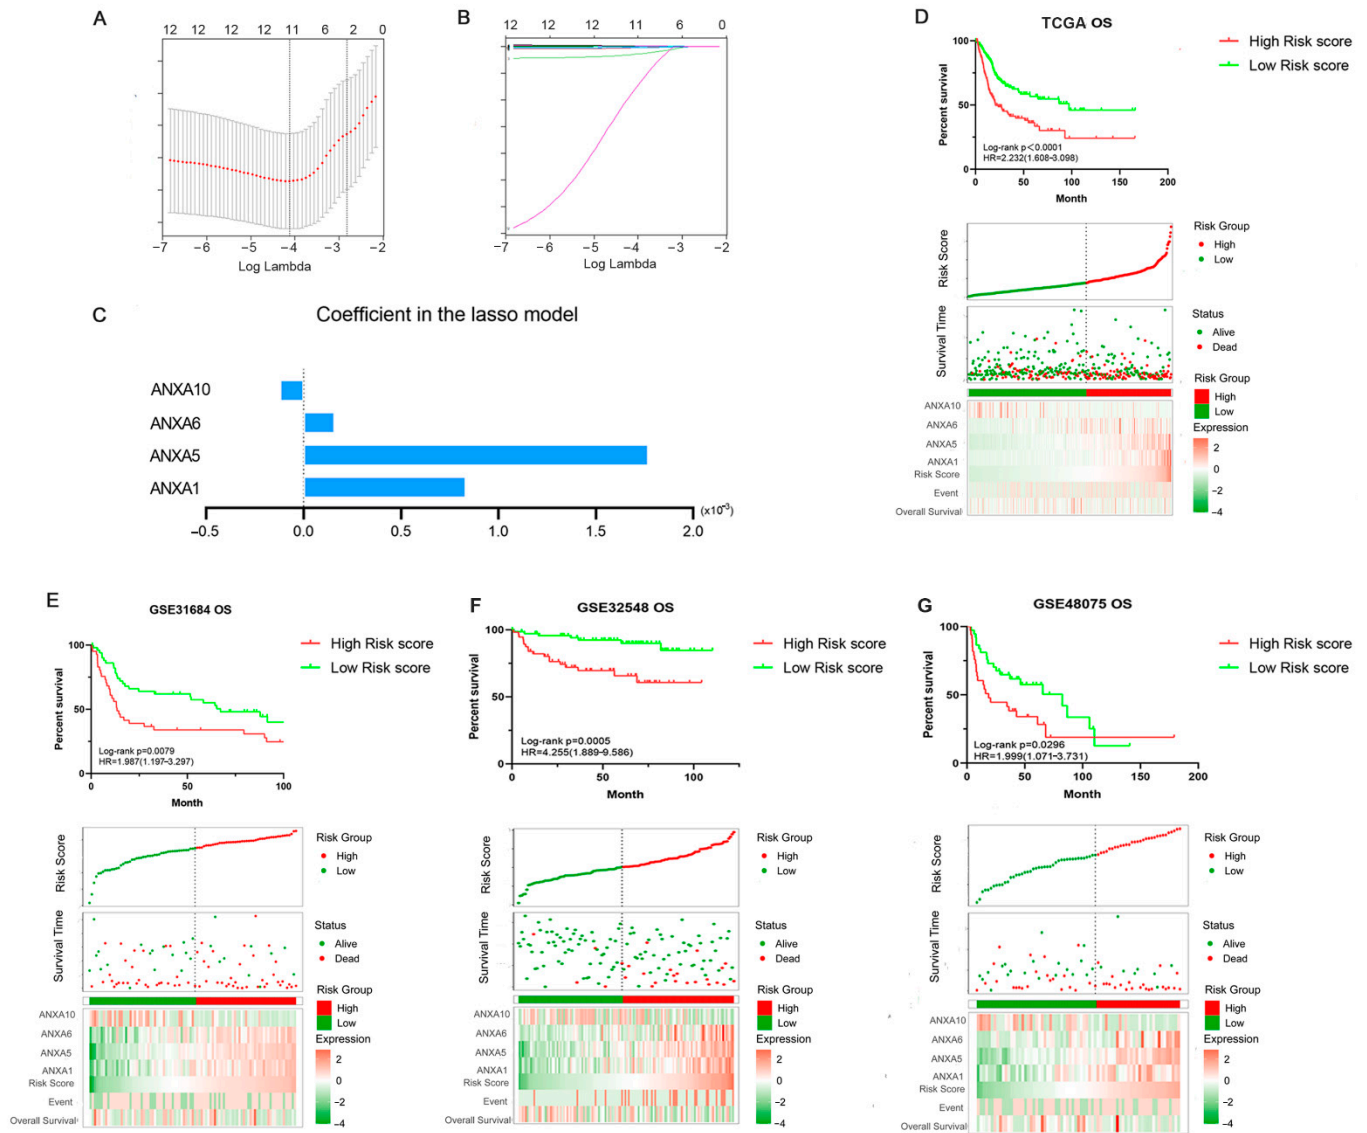 A
12 12 12 11 6 2 0
−7 −6 −5 −4 −3 −2
Log Lambda
B
12 12 12 11 6 0
−7 −6 −5 −4 −3 −2
Log Lambda
C
Coefficient in the lasso model
ANXA10
ANXA6
ANXA5
ANXA1
−0.5 0.0 0.5 1.0 1.5 2.0
(x10⁻³)
D
TCGA OS
High Risk score
Low Risk score
Percent survival
100
50
0
Log-rank p<0.0001
HR=2.232(1.608−3.098)
0 50 100 150 200
Month
Risk Score
Risk Group
High
Low
Survival Time
Status
Alive
Dead
Risk Group
High
Low
ANXA10
ANXA6
ANXA5
ANXA1
Risk Score
Event
Overall Survival
Expression
2
0
−2
−4
E
GSE31684 OS
High Risk score
Low Risk score
Percent survival
100
50
0
Log-rank p=0.0079
HR=1.987(1.197−3.297)
0 50 100
Month
Risk Score
Risk Group
High
Low
Survival Time
Status
Alive
Dead
Risk Group
High
Low
ANXA10
ANXA6
ANXA5
ANXA1
Risk Score
Event
Overall Survival
Expression
2
0
−2
−4
F
GSE32548 OS
High Risk score
Low Risk score
Percent survival
100
50
0
Log-rank p=0.0005
HR=4.255(1.889−9.586)
0 50 100
Month
Risk Score
Risk Group
High
Low
Survival Time
Status
Alive
Dead
Risk Group
High
Low
ANXA10
ANXA6
ANXA5
ANXA1
Risk Score
Event
Overall Survival
Expression
2
0
−2
−4
G
GSE48075 OS
High Risk score
Low Risk score
Percent survival
100
50
0
Log-rank p=0.0296
HR=1.999(1.071−3.731)
0 50 100 150 200
Month
Risk Score
Risk Group
High
Low
Survival Time
Status
Alive
Dead
Risk Group
High
Low
ANXA10
ANXA6
ANXA5
ANXA1
Risk Score
Event
Overall Survival
Expression
2
0
−2
−4